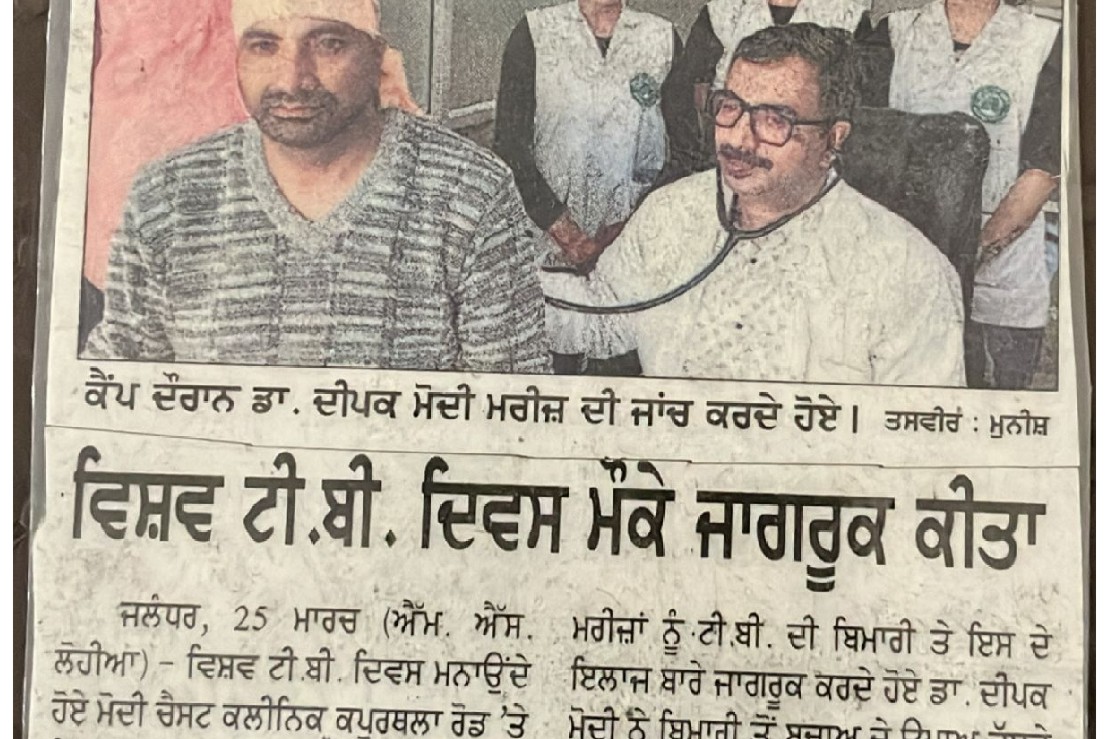 ਕੈਂਪ ਦੌਰਾਨ ਡਾ. ਦੀਪਕ ਮੋਦੀ ਮਰੀਜ਼ ਦੀ ਜਾਂਚ ਕਰਦੇ ਹੋਏ। ਤਸਵੀਰ : ਮੁਨੀਸ਼
ਵਿਸ਼ਵ ਟੀ.ਬੀ. ਦਿਵਸ ਮੌਕੇ ਜਾਗਰੂਕ ਕੀਤਾ
ਜਲੰਧਰ, 25 ਮਾਰਚ (ਐੱਮ. ਐੱਸ.
ਲੋਹੀਆਂ) - ਵਿਸ਼ਵ ਟੀ.ਬੀ. ਦਿਵਸ ਮਨਾਉਂਦੇ
ਹੋਏ ਮੋਦੀ ਚੈਸਟ ਕਲੀਨਿਕ ਕਪੂਰਥਲਾ ਰੋਡ 'ਤੇ
ਮਰੀਜ਼ਾਂ ਨੂੰ ਟੀ.ਬੀ. ਦੀ ਬਿਮਾਰੀ ਤੇ ਇਸ ਦੇ
ਇਲਾਜ ਬਾਰੇ ਜਾਗਰੂਕ ਕਰਦੇ ਹੋਏ ਡਾ. ਦੀਪਕ
ਮੋਦੀ ਨੇ ਬਿਮਾਰੀ ਤੋਂ ਬਚਾਅ ਦੇ